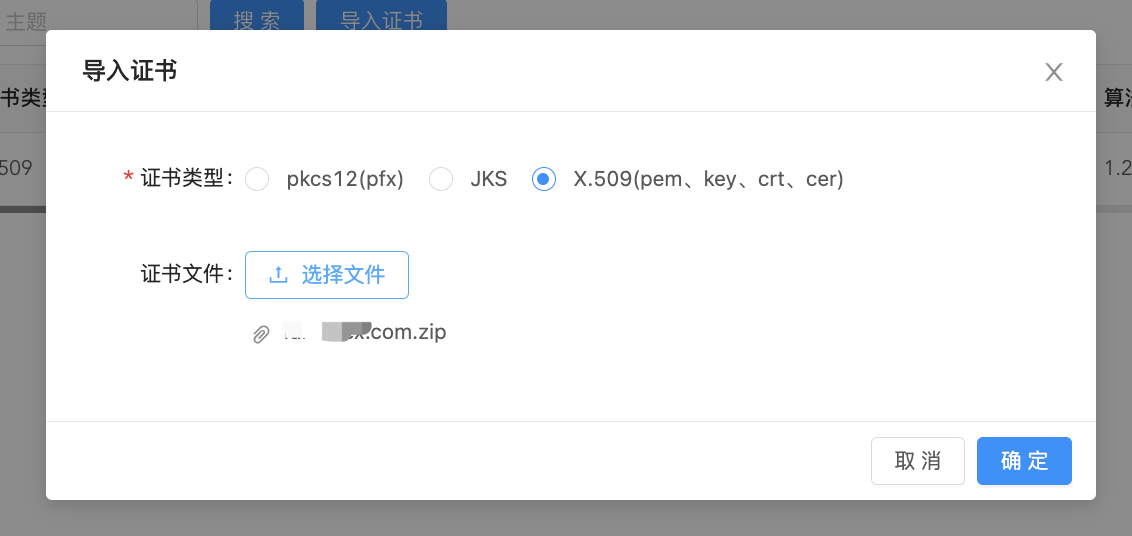 主题 搜 索 导入证书
导入证书
书类 算
509 1.2
* 证书类型: pkcs12(pfx) JKS X.509(pem、key、crt、cer)
证书文件: 选择文件
.com.zip
取 消 确 定